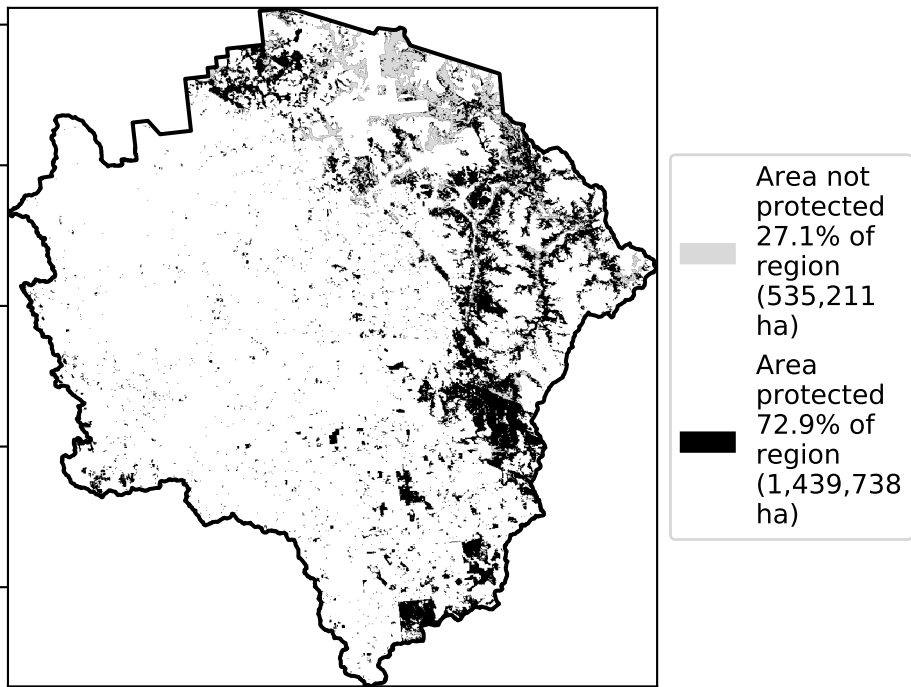 Area not
protected
27.1% of
region
(535,211
ha)
Area
protected
72.9% of
region
(1,439,738
ha)